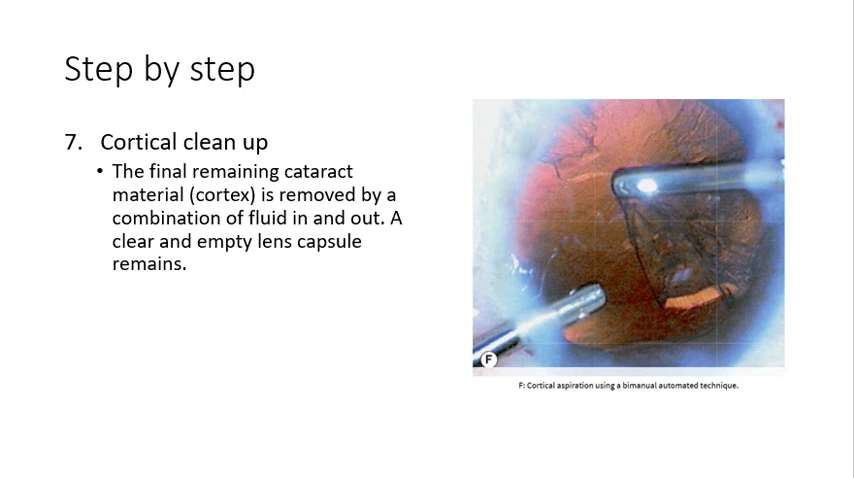 Step by step
7. Cortical clean up
• The final remaining cataract
material (cortex) is removed by a
combination of fluid in and out. A
clear and empty lens capsule
remains.
F
F: Cortical aspiration using a bimanual automated technique.